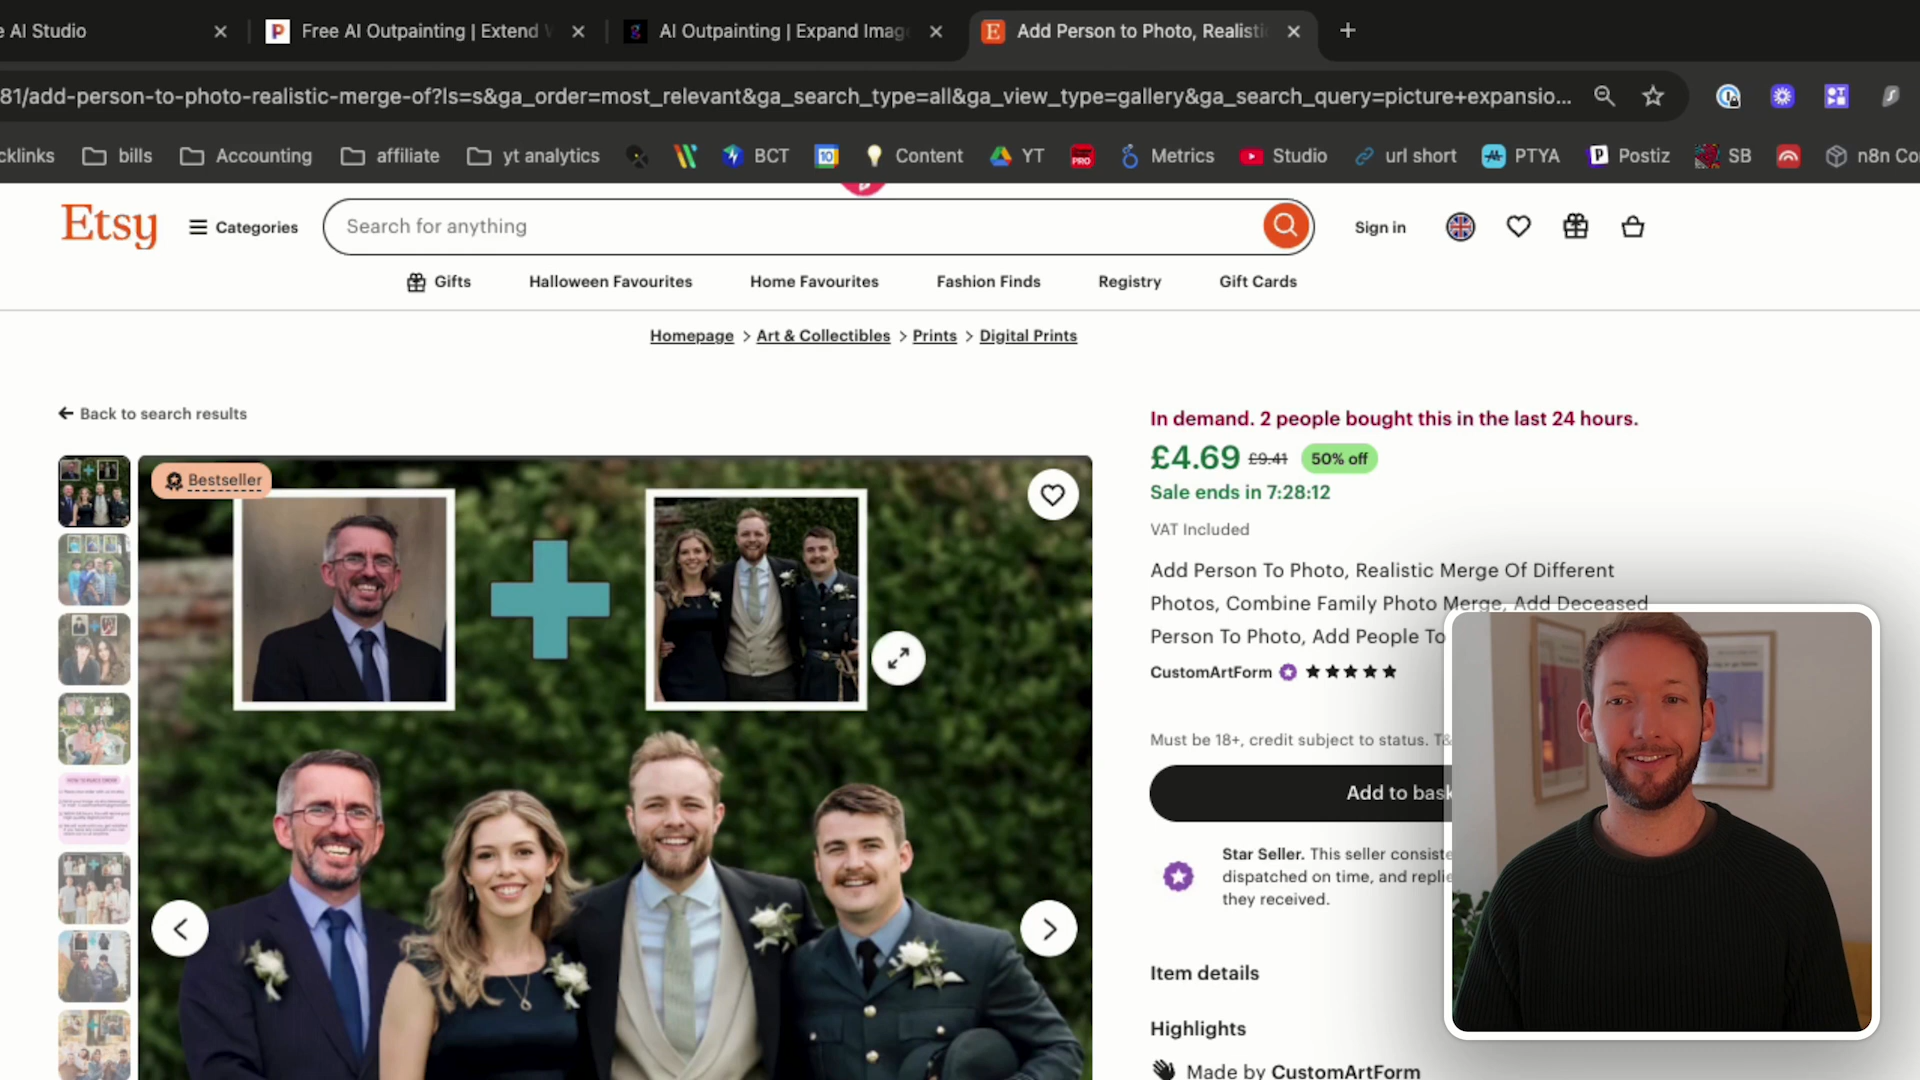 e AI Studio
Free AI Outpainting | Extend
AI Outpainting | Expand Imag
Add Person to Photo, Realisti
81/add-person-to-photo-realistic-merge-of?ls=s&ga_order=most_relevant&ga_search_type=all&ga_view_type=gallery&ga_search_query=picture+expansio...
cklinks bills Accounting affiliate yt analytics BCT 10 Content YT PRO Metrics Studio url short PTYA Postiz SB n8n Co
Etsy
Categories
Search for anything
Sign in
Gifts Halloween Favourites Home Favourites Fashion Finds Registry Gift Cards
Homepage > Art & Collectibles > Prints > Digital Prints
Back to search results
Bestseller
In demand. 2 people bought this in the last 24 hours.
£4.69 £9.41 50% off
Sale ends in 7:28:12
VAT Included
Add Person To Photo, Realistic Merge Of Different
Photos, Combine Family Photo Merge, Add Deceased
Person To Photo, Add People To
CustomArtForm
Must be 18+, credit subject to status. T&
Add to bask
Star Seller. This seller consiste
dispatched on time, and replie
they received.
Item details
Highlights
Made by CustomArtForm